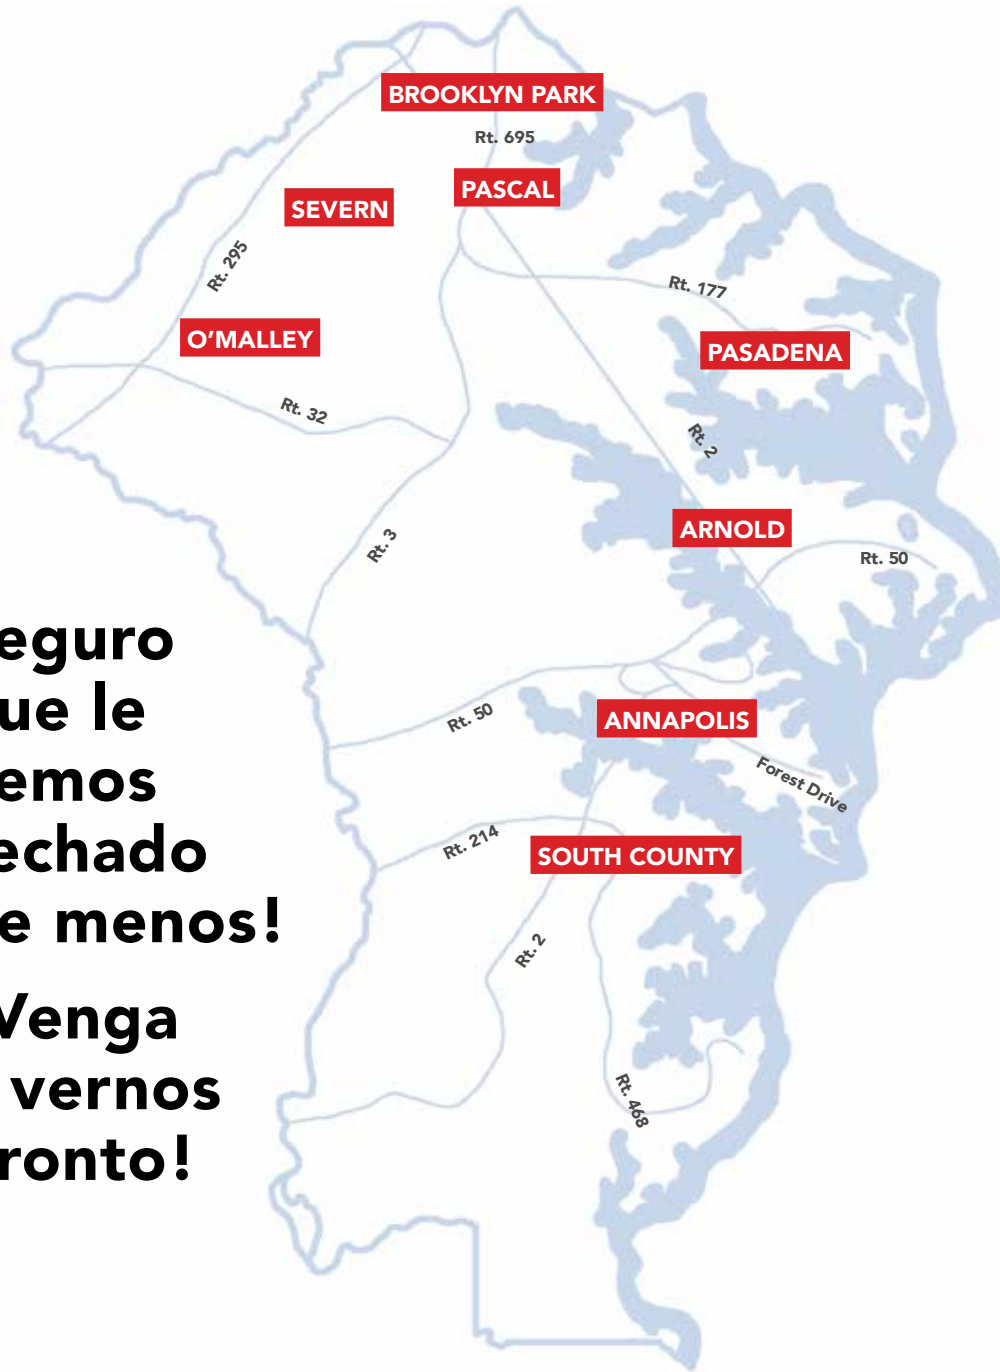 BROOKLYN PARK
Rt. 695
PASCAL
SEVERN
Rt. 295
Rt. 177
O’MALLEY
PASADENA
Rt. 32
Rt. 2
ARNOLD
Rt. 3
Rt. 50
eguro
ue le
emos
echado
e menos!
Rt. 50
ANNAPOLIS
Forest Drive
Rt. 214
SOUTH COUNTY
Rt. 2
Venga
vernos
ronto!
Rt. 468